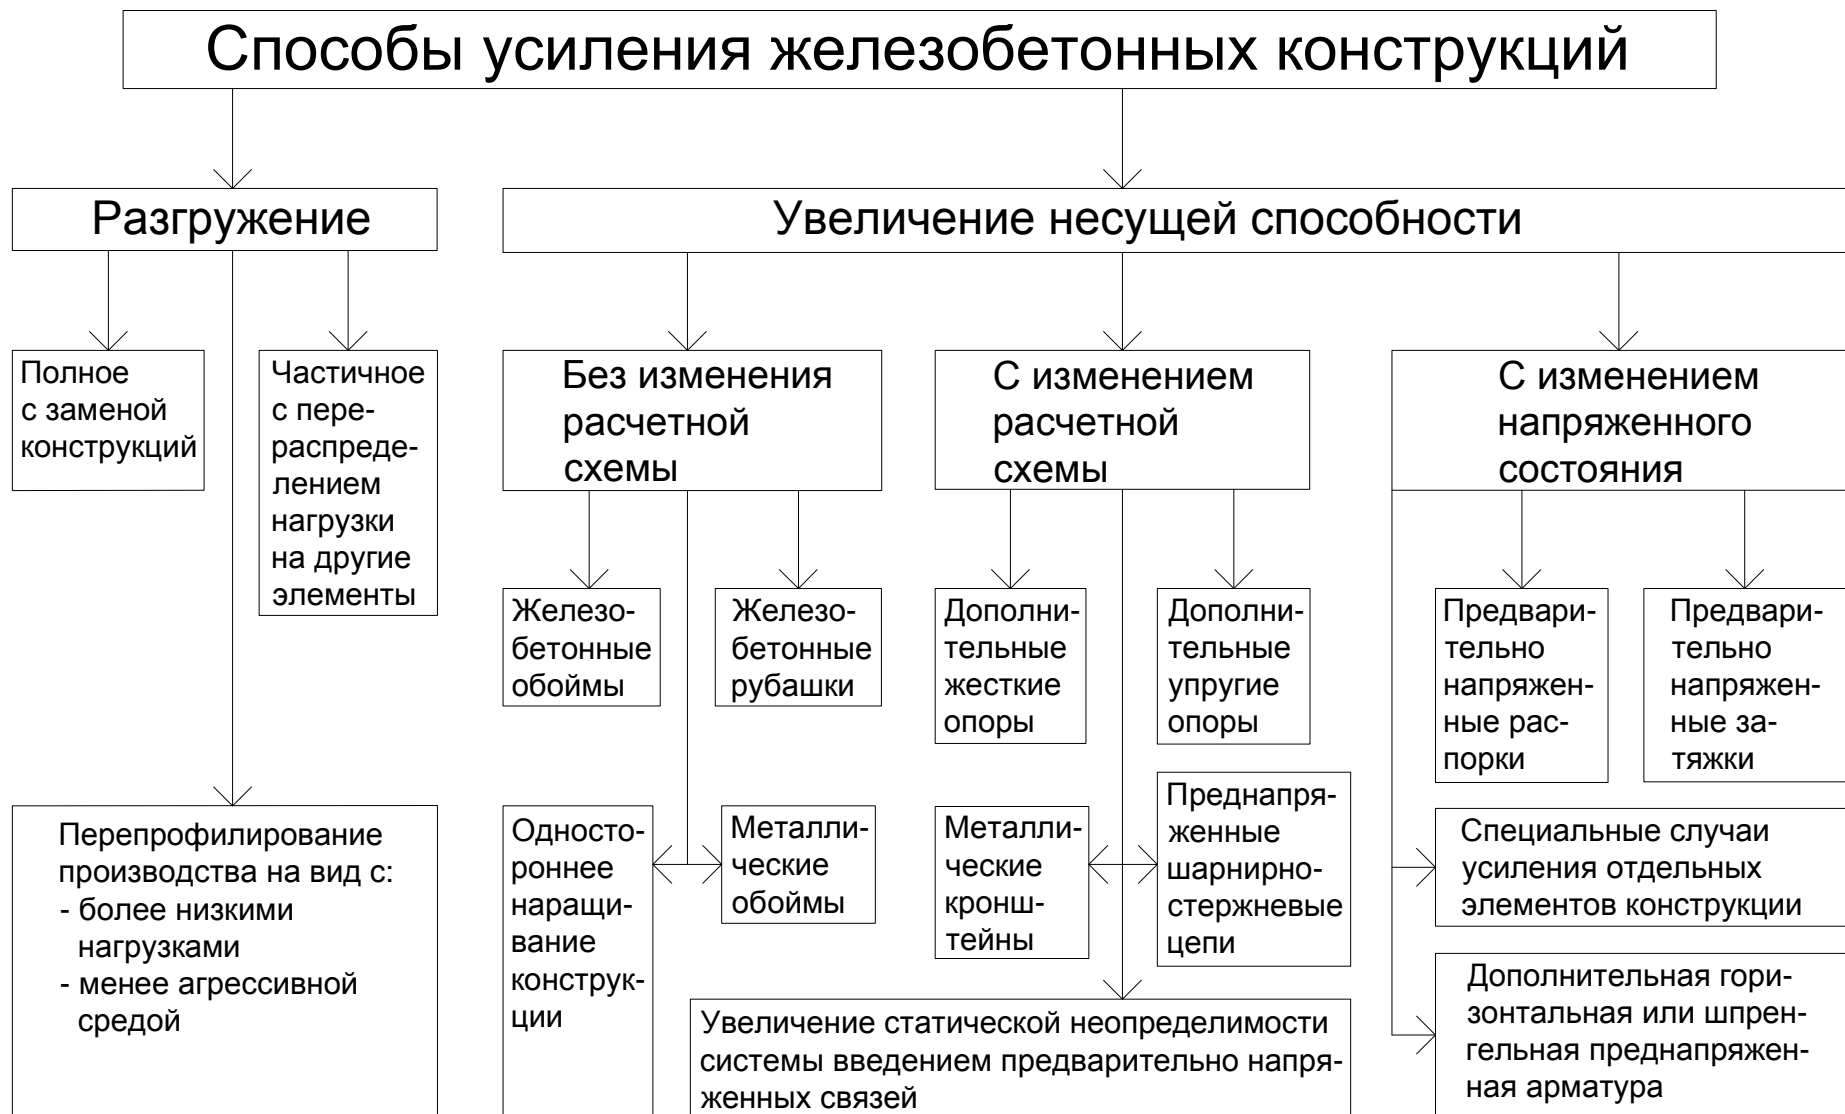 Способы усиления железобетонных конструкций
Разгружение
Увеличение несущей способности
Полное
с заменой
конструкций
Частичное
с пере-
распреде-
лением
нагрузки
на другие
элементы
Без изменения
расчетной
схемы
С изменением
расчетной
схемы
С изменением
напряженного
состояния
Железо-
бетонные
обоймы
Железо-
бетонные
рубашки
Дополни-
тельные
жесткие
опоры
Дополни-
тельные
упругие
опоры
Предвари-
тельно
напряжен-
ные рас-
порки
Предвари-
тельно
напряжен-
ные за-
тяжки
Перепрофилирование
производства на вид с:
- более низкими
нагрузками
- менее агрессивной
средой
Односто-
роннее
наращи-
вание
конструк-
ции
Металли-
ческие
обоймы
Металли-
ческие
кронш-
тейны
Преднапря-
женные
шарнирно-
стержневые
цепи
Специальные случаи
усиления отдельных
элементов конструкции
Увеличение статической неопределимости
системы введением предварительно напря-
женных связей
Дополнительная гори-
зонтальная или шпрен-
гельная преднапряжен-
ная арматура